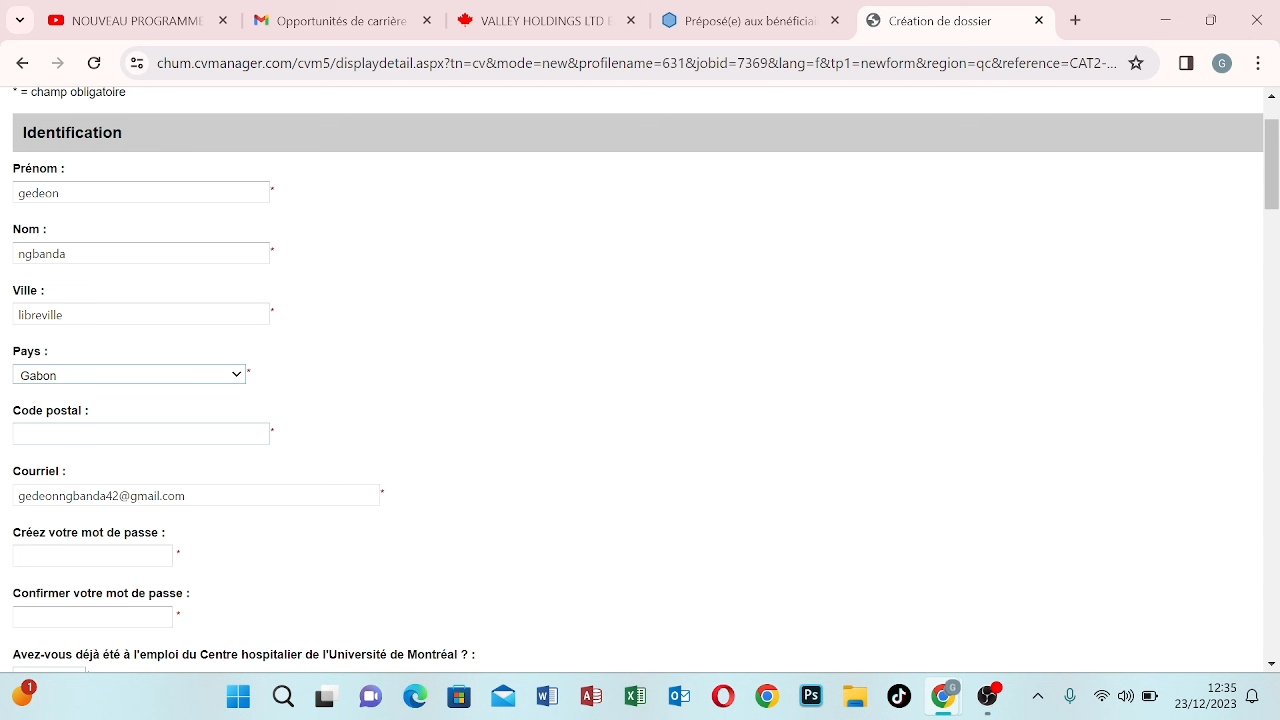 NOUVEAU PROGRAMME
Opportunités de carrière
VALLEY HOLDINGS LTD
Préposé(e) aux bénéficiai
Création de dossier
chum.cvmanager.com/cvm5/displaydetail.aspx?tn=cv&mode=new&profilename=631&jobid=7369&lang=f&tp1=newform&region=qc&reference=CAT2-...
G
* = champ obligatoire
Identification
Prénom :
gedeon *
Nom :
ngbanda *
Ville :
libreville *
Pays :
Gabon *
Code postal :
*
Courriel :
gedeonngbanda42@gmail.com *
Créez votre mot de passe :
*
Confirmer votre mot de passe :
*
Avez-vous déjà été à l'emploi du Centre hospitalier de l'Université de Montréal ? :
1
Ps
G
12:35
23/12/2023